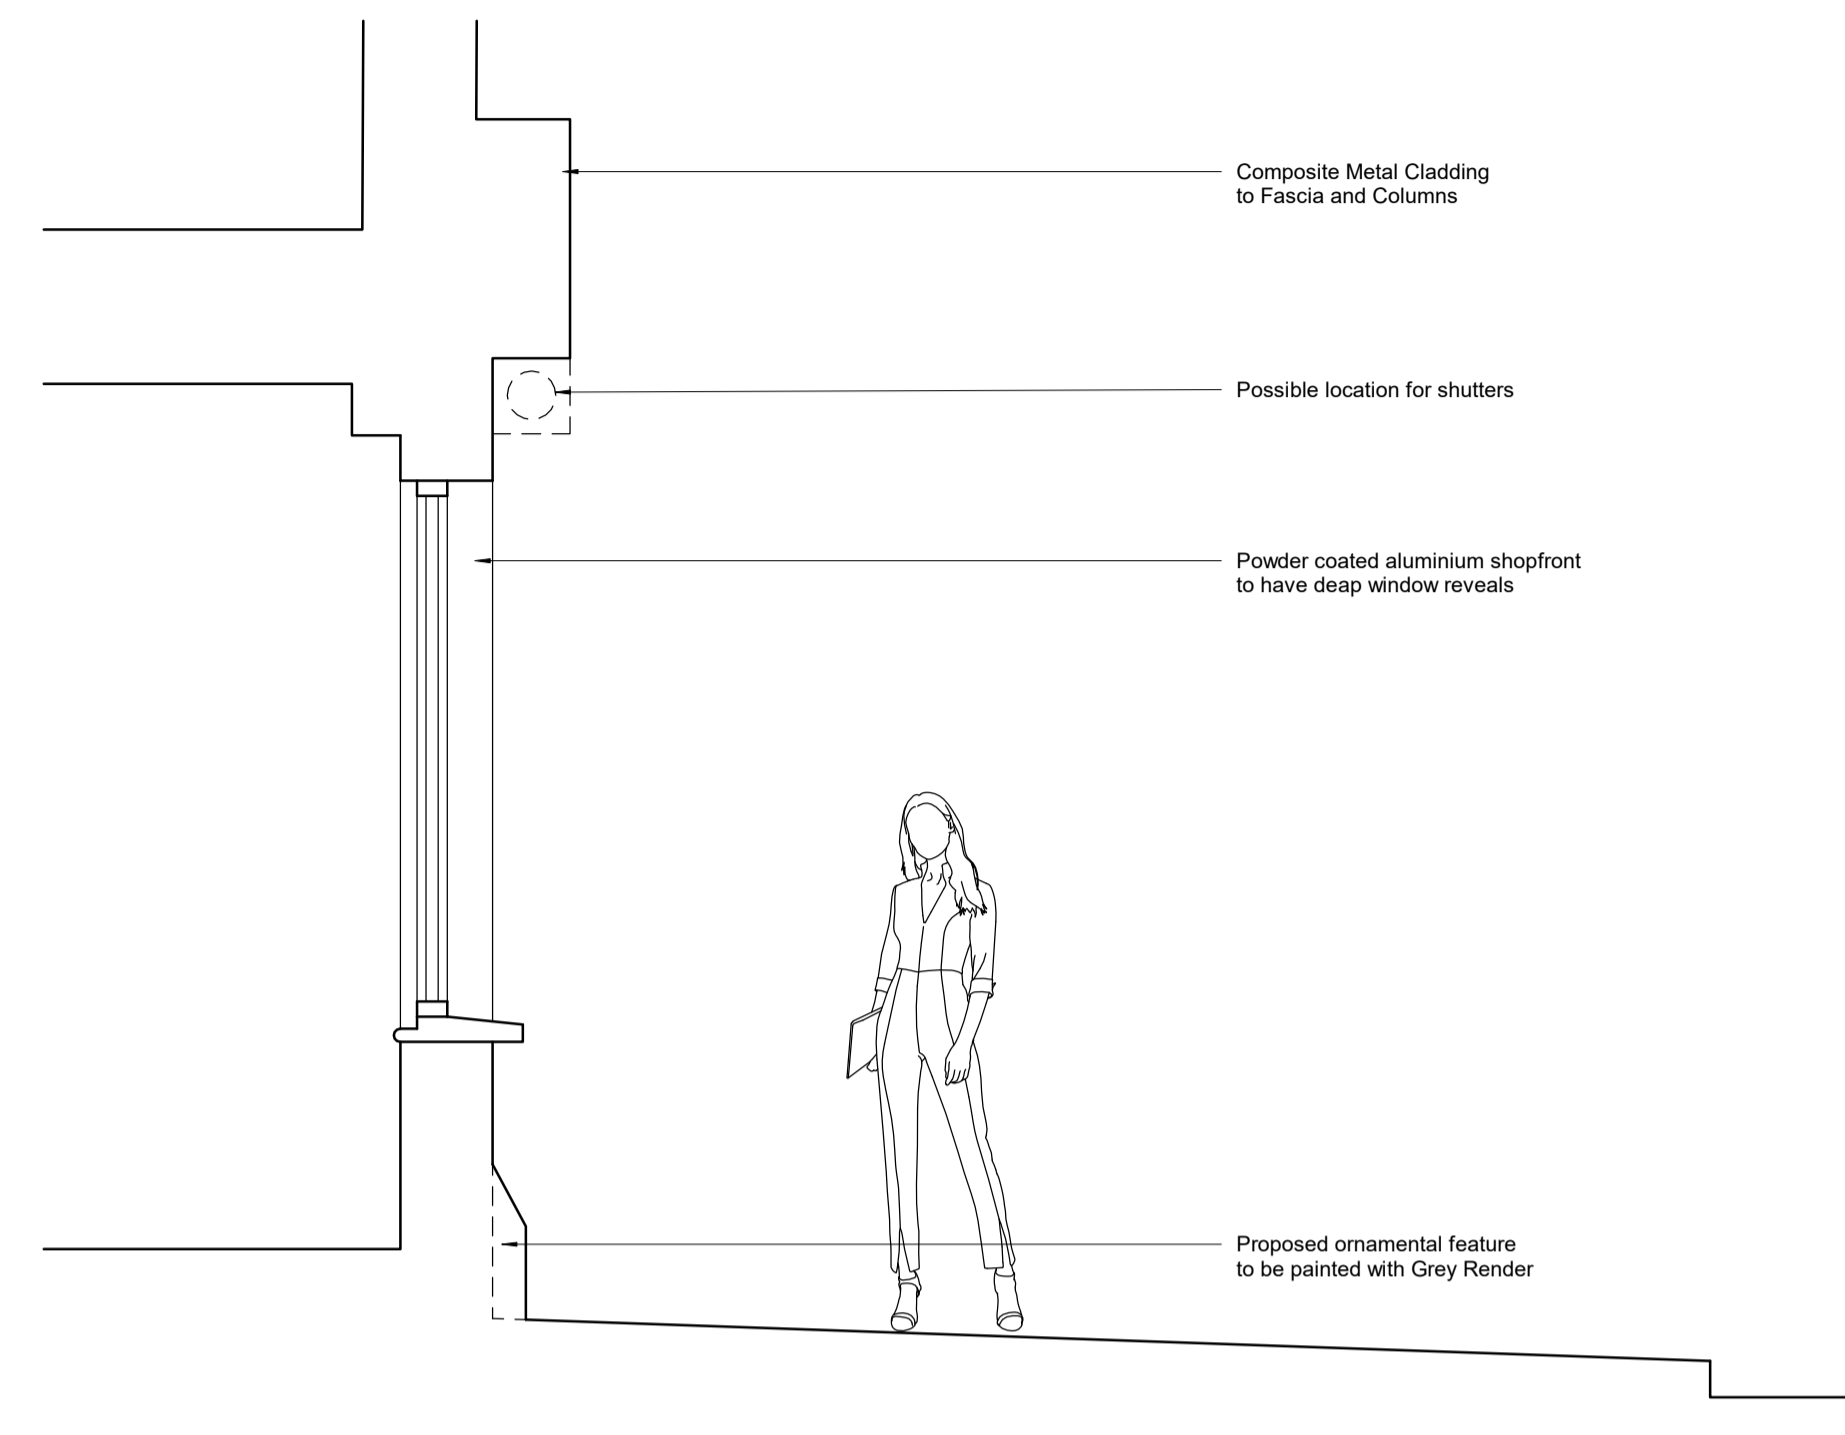 Composite Metal Cladding
to Fascia and Columns
Possible location for shutters
Powder coated aluminium shopfront
to have deap window reveals
Proposed ornamental feature
to be painted with Grey Render